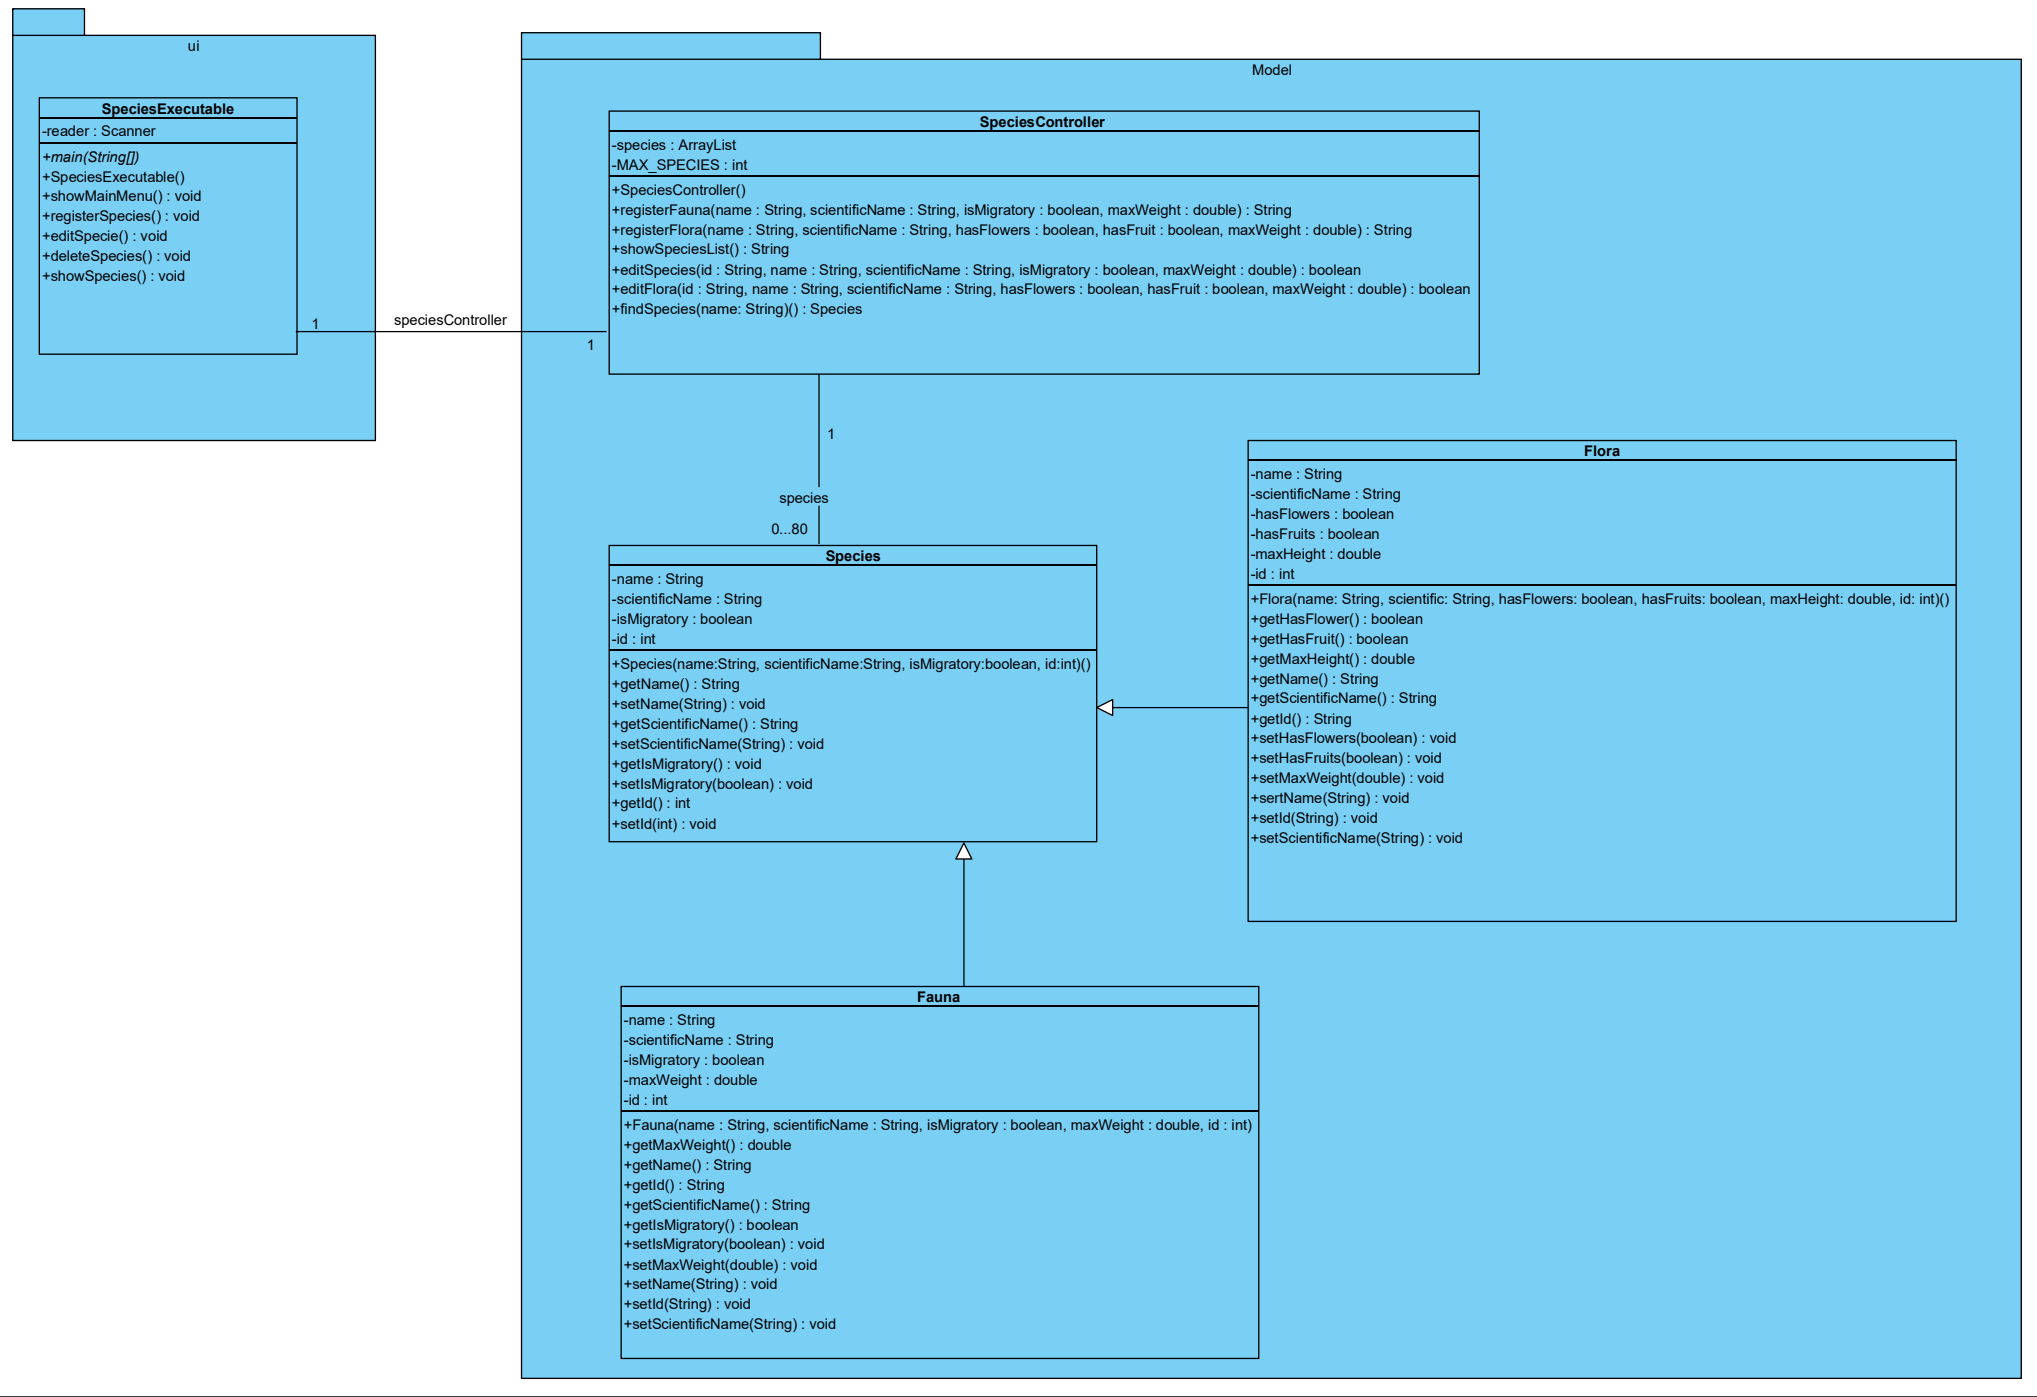 ui
SpeciesExecutable
-reader : Scanner
+main(String[])
+SpeciesExecutable()
+showMainMenu() : void
+registerSpecies() : void
+editSpecie() : void
+deleteSpecies() : void
+showSpecies() : void
1
speciesController
1
Model
SpeciesController
-species : ArrayList
-MAX_SPECIES : int
+SpeciesController()
+registerFauna(name : String, scientificName : String, isMigratory : boolean, maxWeight : double) : String
+registerFlora(name : String, scientificName : String, hasFlowers : boolean, hasFruit : boolean, maxWeight : double) : String
+showSpeciesList() : String
+editSpecies(id : String, name : String, scientificName : String, isMigratory : boolean, maxWeight : double) : boolean
+editFlora(id : String, name : String, scientificName : String, hasFlowers : boolean, hasFruit : boolean, maxWeight : double) : boolean
+findSpecies(name: String)() : Species
1
species
0...80
Species
-name : String
-scientificName : String
-isMigratory : boolean
-id : int
+Species(name:String, scientificName:String, isMigratory:boolean, id:int)()
+getName() : String
+setName(String) : void
+getScientificName() : String
+setScientificName(String) : void
+getIsMigratory() : void
+setIsMigratory(boolean) : void
+getId() : int
+setId(int) : void
Flora
-name : String
-scientificName : String
-hasFlowers : boolean
-hasFruits : boolean
-maxHeight : double
-id : int
+Flora(name: String, scientific: String, hasFlowers: boolean, hasFruits: boolean, maxHeight: double, id: int)()
+getHasFlower() : boolean
+getHasFruit() : boolean
+getMaxHeight() : double
+getName() : String
+getScientificName() : String
+getId() : String
+setHasFlowers(boolean) : void
+setHasFruits(boolean) : void
+setMaxWeight(double) : void
+sertName(String) : void
+setId(String) : void
+setScientificName(String) : void
Fauna
-name : String
-scientificName : String
-isMigratory : boolean
-maxWeight : double
-id : int
+Fauna(name : String, scientificName : String, isMigratory : boolean, maxWeight : double, id : int)
+getMaxWeight() : double
+getName() : String
+getId() : String
+getScientificName() : String
+getIsMigratory() : boolean
+setIsMigratory(boolean) : void
+setMaxWeight(double) : void
+setName(String) : void
+setId(String) : void
+setScientificName(String) : void